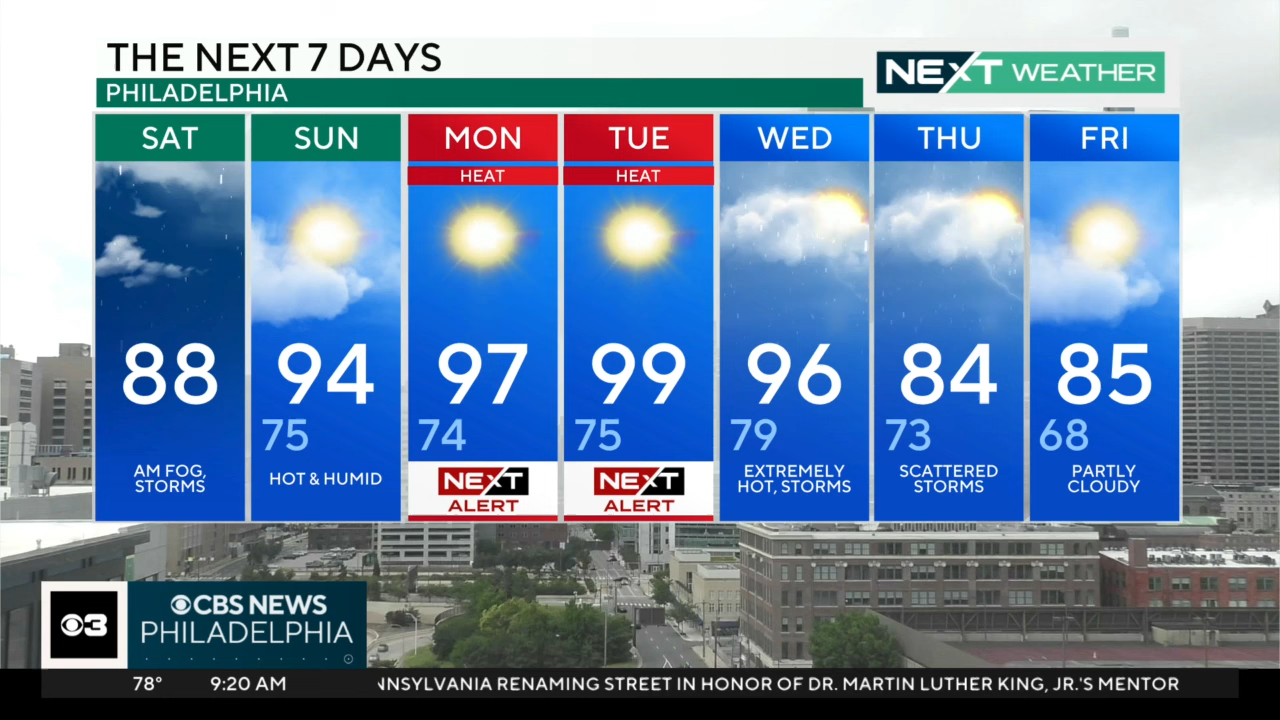 THE NEXT 7 DAYS
NEXT WEATHER
PHILADELPHIA
SAT SUN MON TUE WED THU FRI
HEAT HEAT
88 94 97 99 96 84 85
75 74 75 79 73 68
AM FOG,
STORMS
HOT & HUMID
NEXT
ALERT
NEXT
ALERT
EXTREMELY
HOT, STORMS
SCATTERED
STORMS
PARTLY
CLOUDY
3
CBS NEWS
PHILADELPHIA
78° 9:20 AM NNSYLVANIA RENAMING STREET IN HONOR OF DR. MARTIN LUTHER KING, JR.'S MENTOR